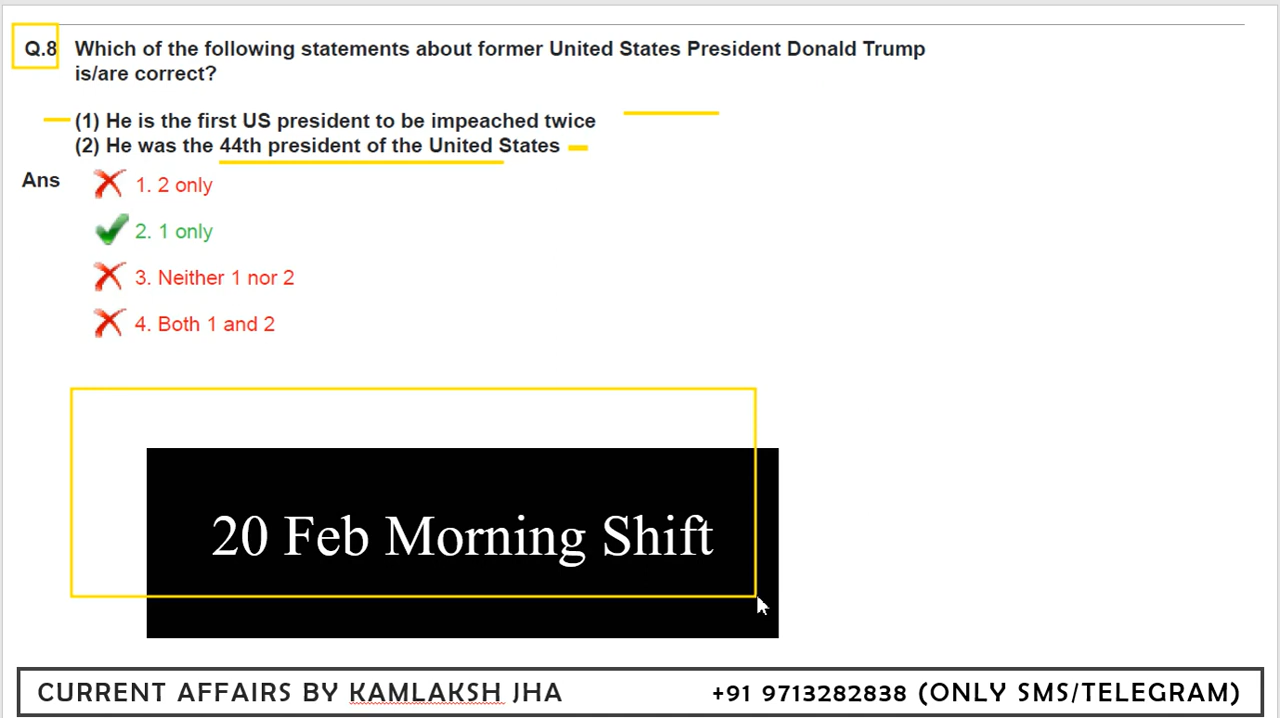 Q.8 Which of the following statements about former United States President Donald Trump
is/are correct?
(1) He is the first US president to be impeached twice
(2) He was the 44th president of the United States
Ans 1. 2 only
2. 1 only
3. Neither 1 nor 2
4. Both 1 and 2
20 Feb Morning Shift
CURRENT AFFAIRS BY KAMLAKSH JHA +91 9713282838 (ONLY SMS/TELEGRAM)